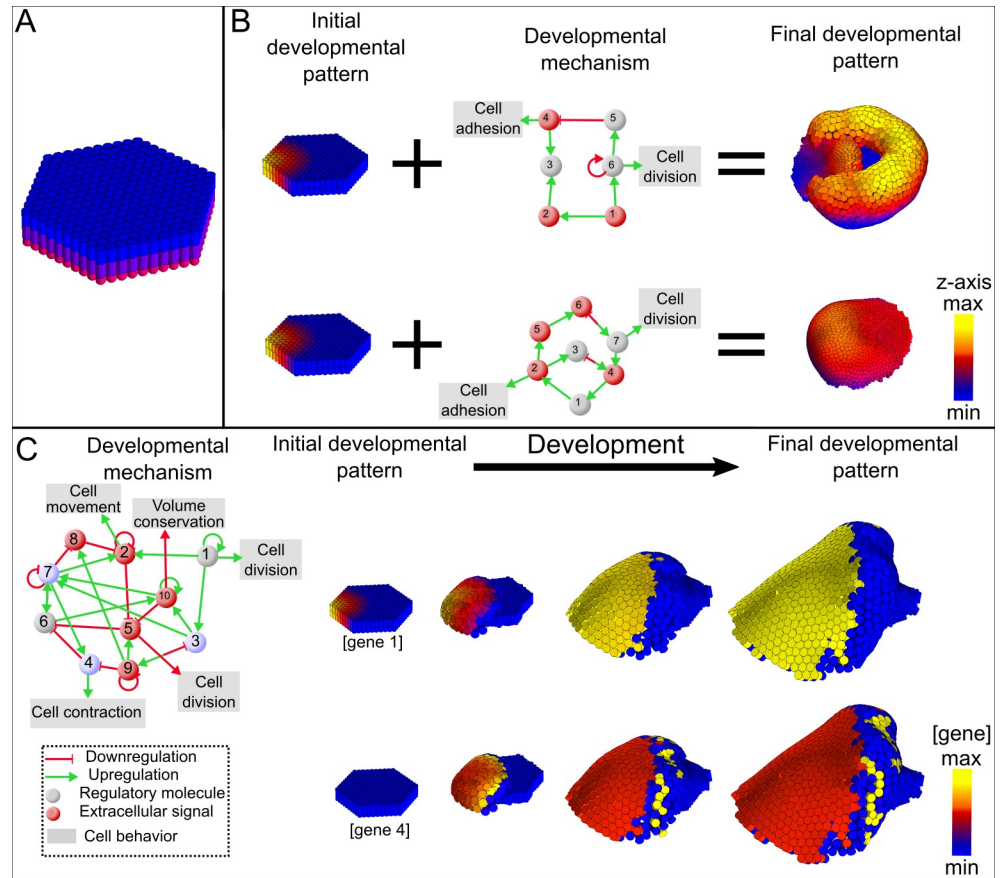 A
B
Initial
developmental
pattern
Developmental
mechanism
Final developmental
pattern
Cell
adhesion
4
5
3
6
Cell
division
2
1
+
=
z-axis
max
min
6
Cell
division
5
7
3
2
4
Cell
adhesion
1
+
=
C
Developmental
mechanism
Cell
movement
Volume
conservation
8
2
1
Cell
division
7
10
6
5
3
4
9
Cell
division
Cell contraction
Downregulation
Upregulation
Regulatory molecule
Extracellular signal
Cell behavior
Initial developmental
pattern
Development
Final developmental
pattern
[gene 1]
[gene 4]
[gene]
max
min